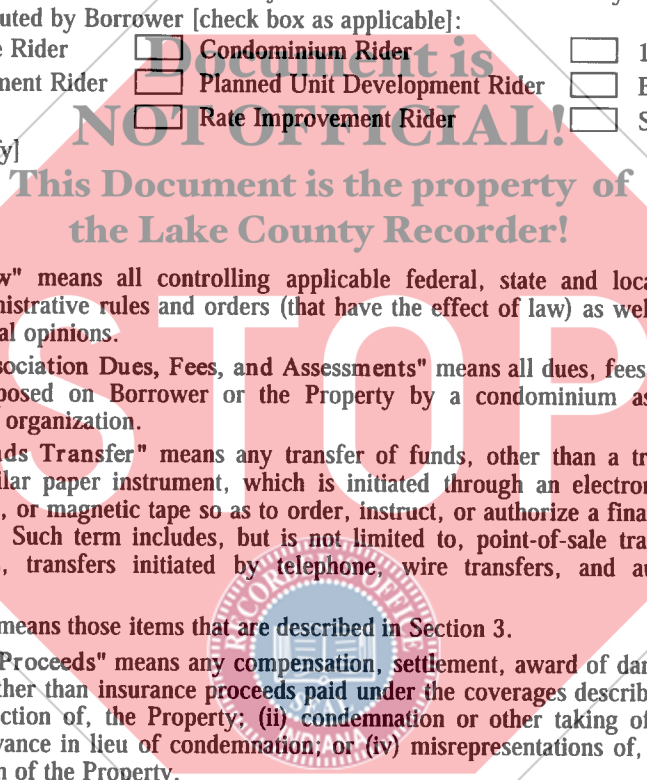 uted by Borrower [check box as applicable]:
e Rider Condominium Rider 1
ment Rider Planned Unit Development Rider
Rate Improvement Rider S
fy]
Document is
NOT OFFICIAL!
This Document is the property of
the Lake County Recorder!
STOP
w" means all controlling applicable federal, state and loca
inistrative rules and orders (that have the effect of law) as wel
al opinions.
sociation Dues, Fees, and Assessments" means all dues, fees
posed on Borrower or the Property by a condominium as
organization.
nds Transfer" means any transfer of funds, other than a tr
ilar paper instrument, which is initiated through an electron
, or magnetic tape so as to order, instruct, or authorize a fina
Such term includes, but is not limited to, point-of-sale tra
, transfers initiated by telephone, wire transfers, and au
means those items that are described in Section 3.
Proceeds" means any compensation, settlement, award of dam
ther than insurance proceeds paid under the coverages describ
ction of, the Property; (ii) condemnation or other taking of
vance in lieu of condemnation; or (iv) misrepresentations of,
n of the Property.
RECORDER'S OFFICE
SEAL
INDIANA